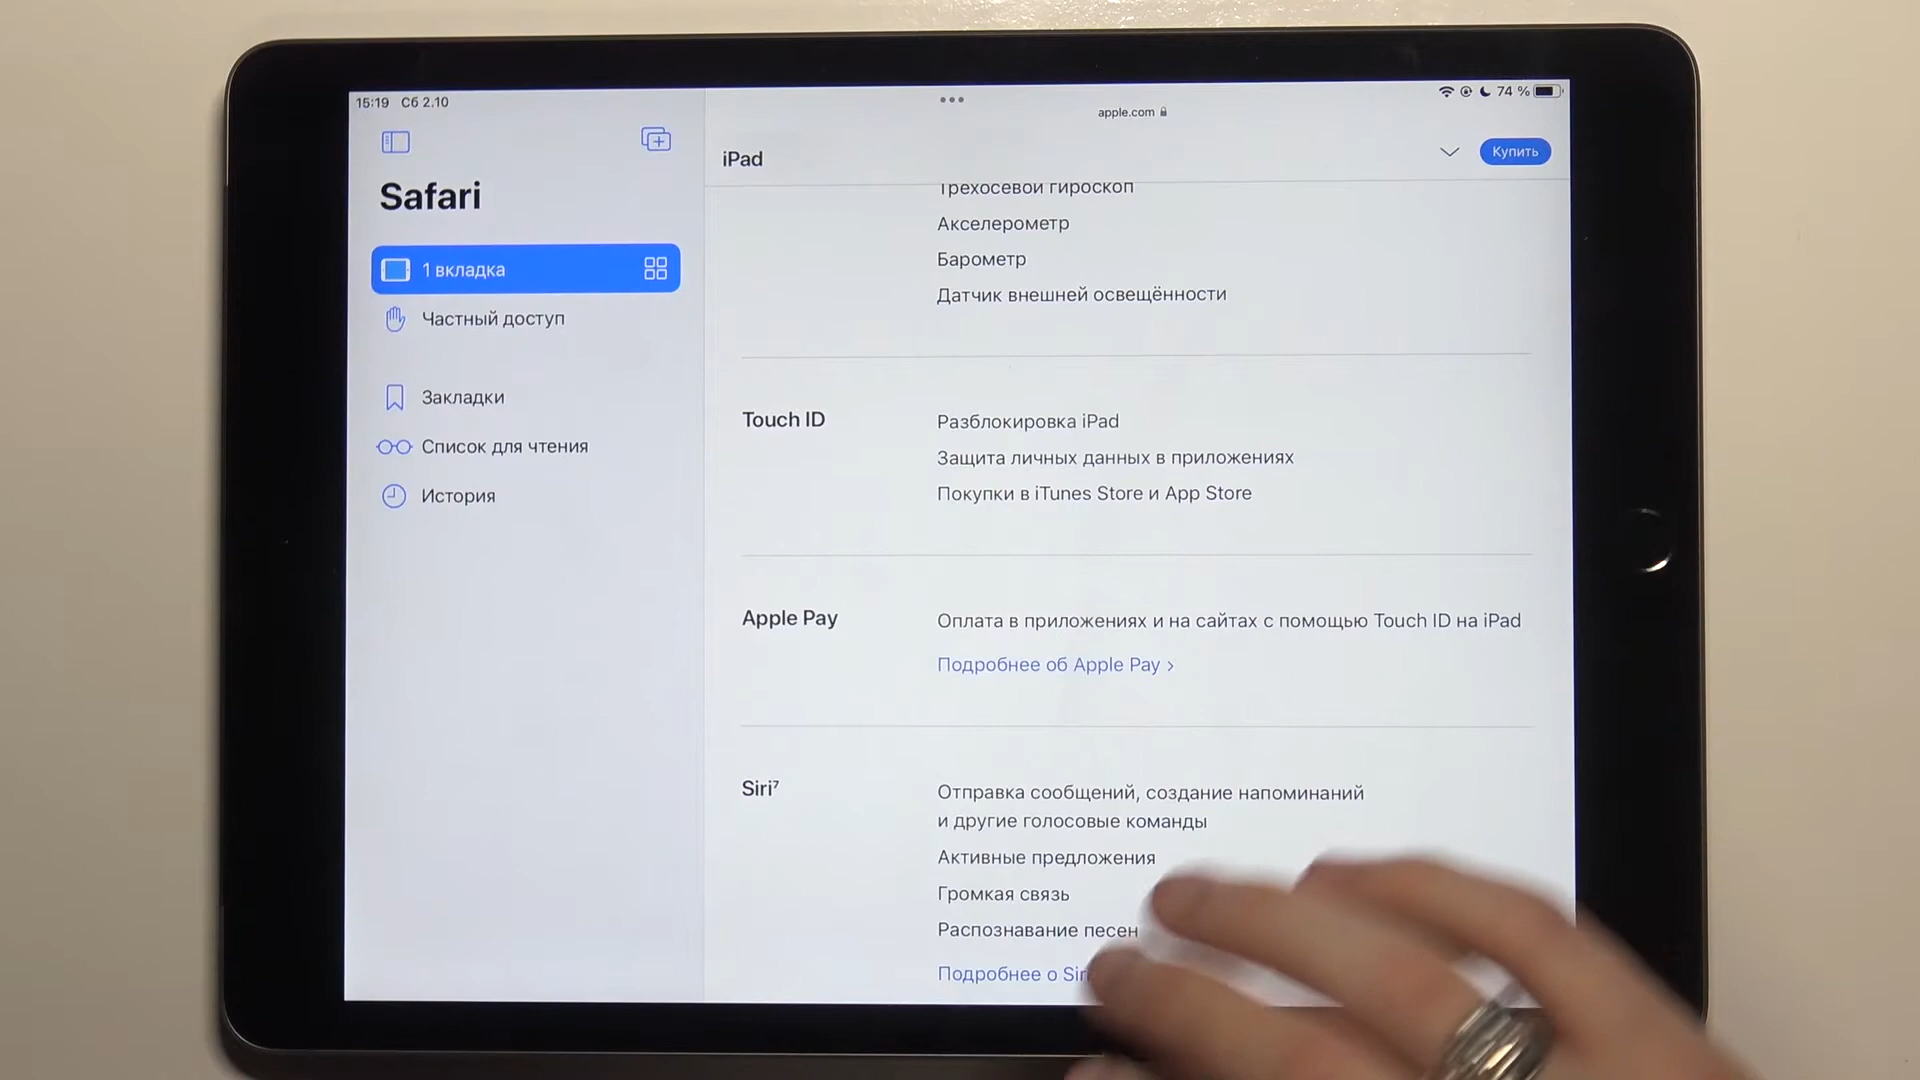 15:19 Сб 2.10
74 %
apple.com
Safari
1 вкладка
Частный доступ
Закладки
Список для чтения
История
iPad
Купить
Трехосевой гироскоп
Акселерометр
Барометр
Датчик внешней освещённости
Touch ID
Разблокировка iPad
Защита личных данных в приложениях
Покупки в iTunes Store и App Store
Apple Pay
Оплата в приложениях и на сайтах с помощью Touch ID на iPad
Подробнее об Apple Pay >
Siri⁷
Отправка сообщений, создание напоминаний
и другие голосовые команды
Активные предложения
Громкая связь
Распознавание песен
Подробнее о Siri